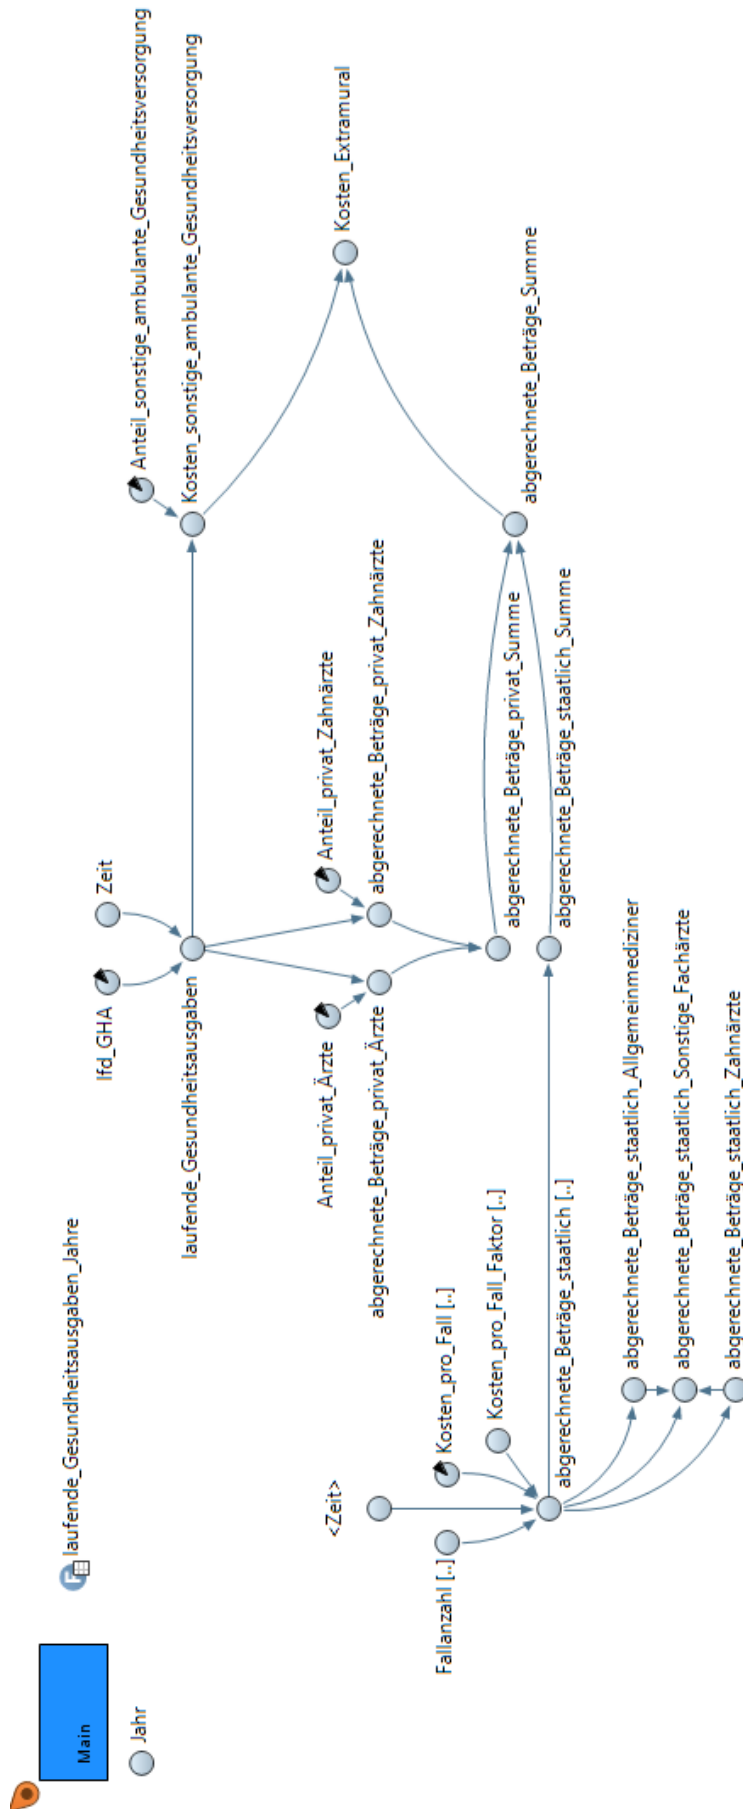 Main
Jahr
laufende_Gesundheitsausgaben_Jahre
lfd_GHA
Zeit
laufende_Gesundheitsausgaben
Anteil_sonstige_ambulante_Gesundheitsversorgung
Kosten_sonstige_ambulante_Gesundheitsversorgung
Anteil_privat_Ärzte
abgerechnete_Beträge_privat_Ärzte
Anteil_privat_Zahnärzte
abgerechnete_Beträge_privat_Zahnärzte
Kosten_Extramural
<Zeit>
Fallanzahl [..]
Kosten_pro_Fall [..]
Kosten_pro_Fall_Faktor [..]
abgerechnete_Beträge_staatlich [..]
abgerechnete_Beträge_privat_Summe
abgerechnete_Beträge_staatlich_Summe
abgerechnete_Beträge_Summe
abgerechnete_Beträge_staatlich_Allgemeinmediziner
abgerechnete_Beträge_staatlich_Sonstige_Fachärzte
abgerechnete_Beträge_staatlich_Zahnärzte